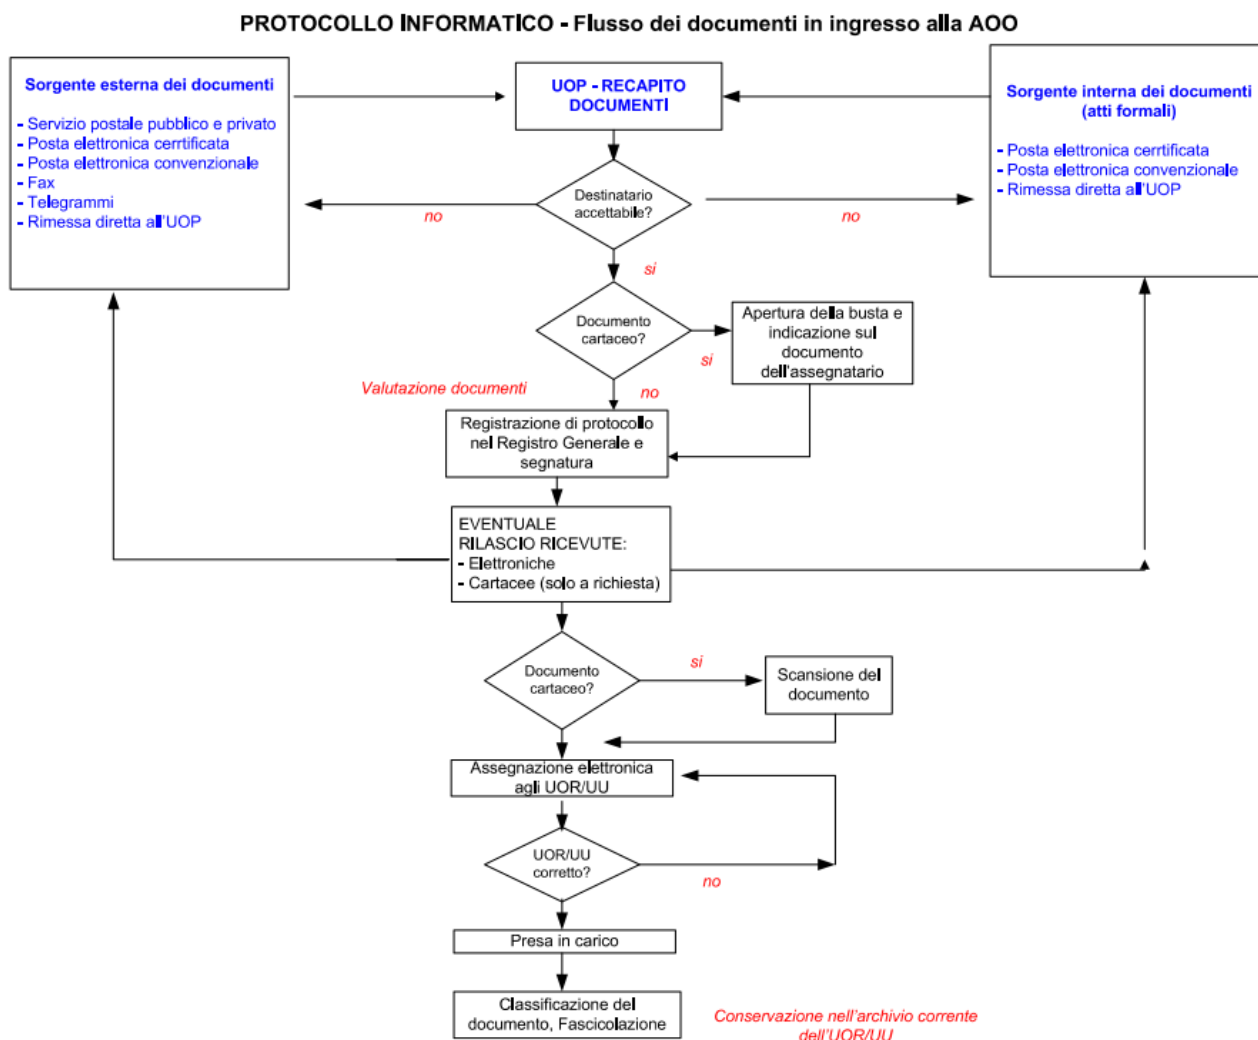 PROTOCOLLO INFORMATICO - Flusso dei documenti in ingresso alla AOO
Sorgente esterna dei documenti
- Servizio postale pubblico e privato
- Posta elettronica cerrtificata
- Posta elettronica convenzionale
- Fax
- Telegrammi
- Rimessa diretta all'UOP
UOP - RECAPITO
DOCUMENTI
Sorgente interna dei documenti
(atti formali)
- Posta elettronica cerrtificata
- Posta elettronica convenzionale
- Rimessa diretta all'UOP
Destinatario
accettabile?
no
no
si
Documento
cartaceo?
si
Apertura della busta e
indicazione sul
documento
dell'assegnatario
Valutazione documenti
no
Registrazione di protocollo
nel Registro Generale e
segnatura
EVENTUALE
RILASCIO RICEVUTE:
- Elettroniche
- Cartacee (solo a richiesta)
Documento
cartaceo?
si
Scansione del
documento
Assegnazione elettronica
agli UOR/UU
UOR/UU
corretto?
no
Presa in carico
Classificazione del
documento, Fascicolazione
Conservazione nell'archivio corrente
dell'UOR/UU